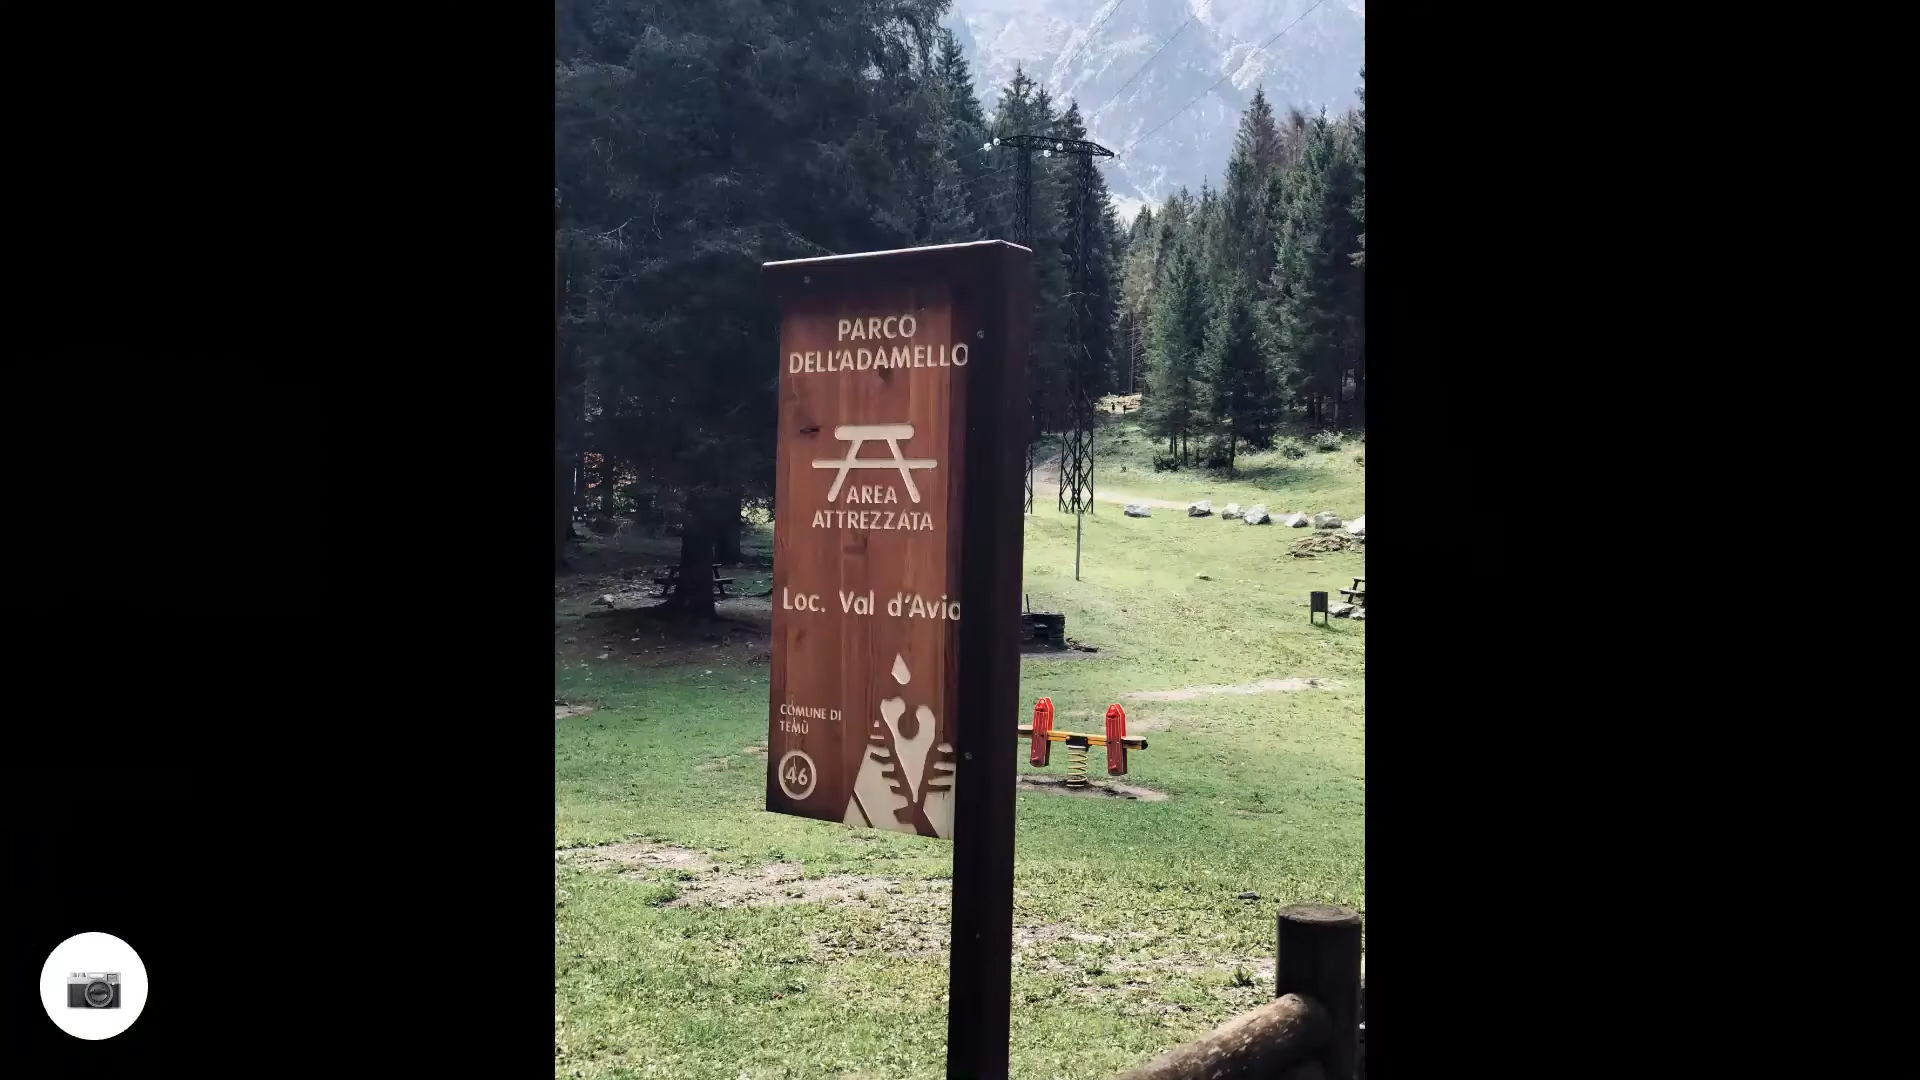 PARCO
DELL'ADAMELLO
AREA
ATTREZZATA
Loc. Val d'Avio
COMUNE DI
TEMÙ
46